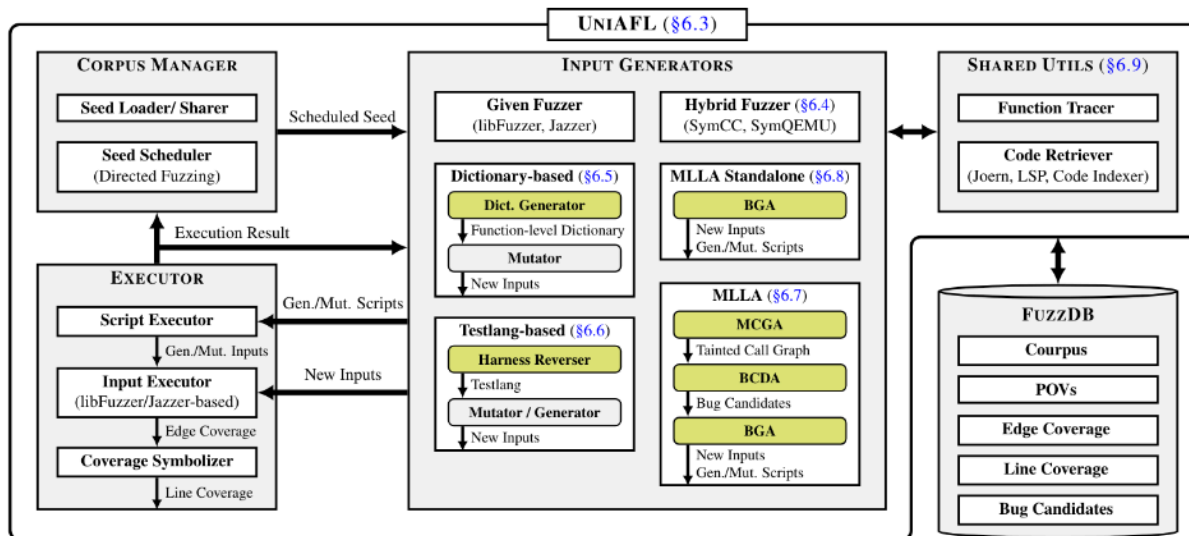 UNIAFL (§6.3)
CORPUS MANAGER
Seed Loader/ Sharer
Seed Scheduler
(Directed Fuzzing)
Scheduled Seed
Execution Result
EXECUTOR
Script Executor
Gen./Mut. Inputs
Input Executor
(libFuzzer/Jazzer-based)
Edge Coverage
Coverage Symbolizer
Line Coverage
Gen./Mut. Scripts
New Inputs
INPUT GENERATORS
Given Fuzzer
(libFuzzer, Jazzer)
Dictionary-based (§6.5)
Dict. Generator
Function-level Dictionary
Mutator
New Inputs
Testlang-based (§6.6)
Harness Reverser
Testlang
Mutator / Generator
New Inputs
Hybrid Fuzzer (§6.4)
(SymCC, SymQEMU)
MLLA Standalone (§6.8)
BGA
New Inputs
Gen./Mut. Scripts
MLLA (§6.7)
MCGA
Tainted Call Graph
BCDA
Bug Candidates
BGA
New Inputs
Gen./Mut. Scripts
SHARED UTILS (§6.9)
Function Tracer
Code Retriever
(Joern, LSP, Code Indexer)
FUZZDB
Courpus
POVs
Edge Coverage
Line Coverage
Bug Candidates